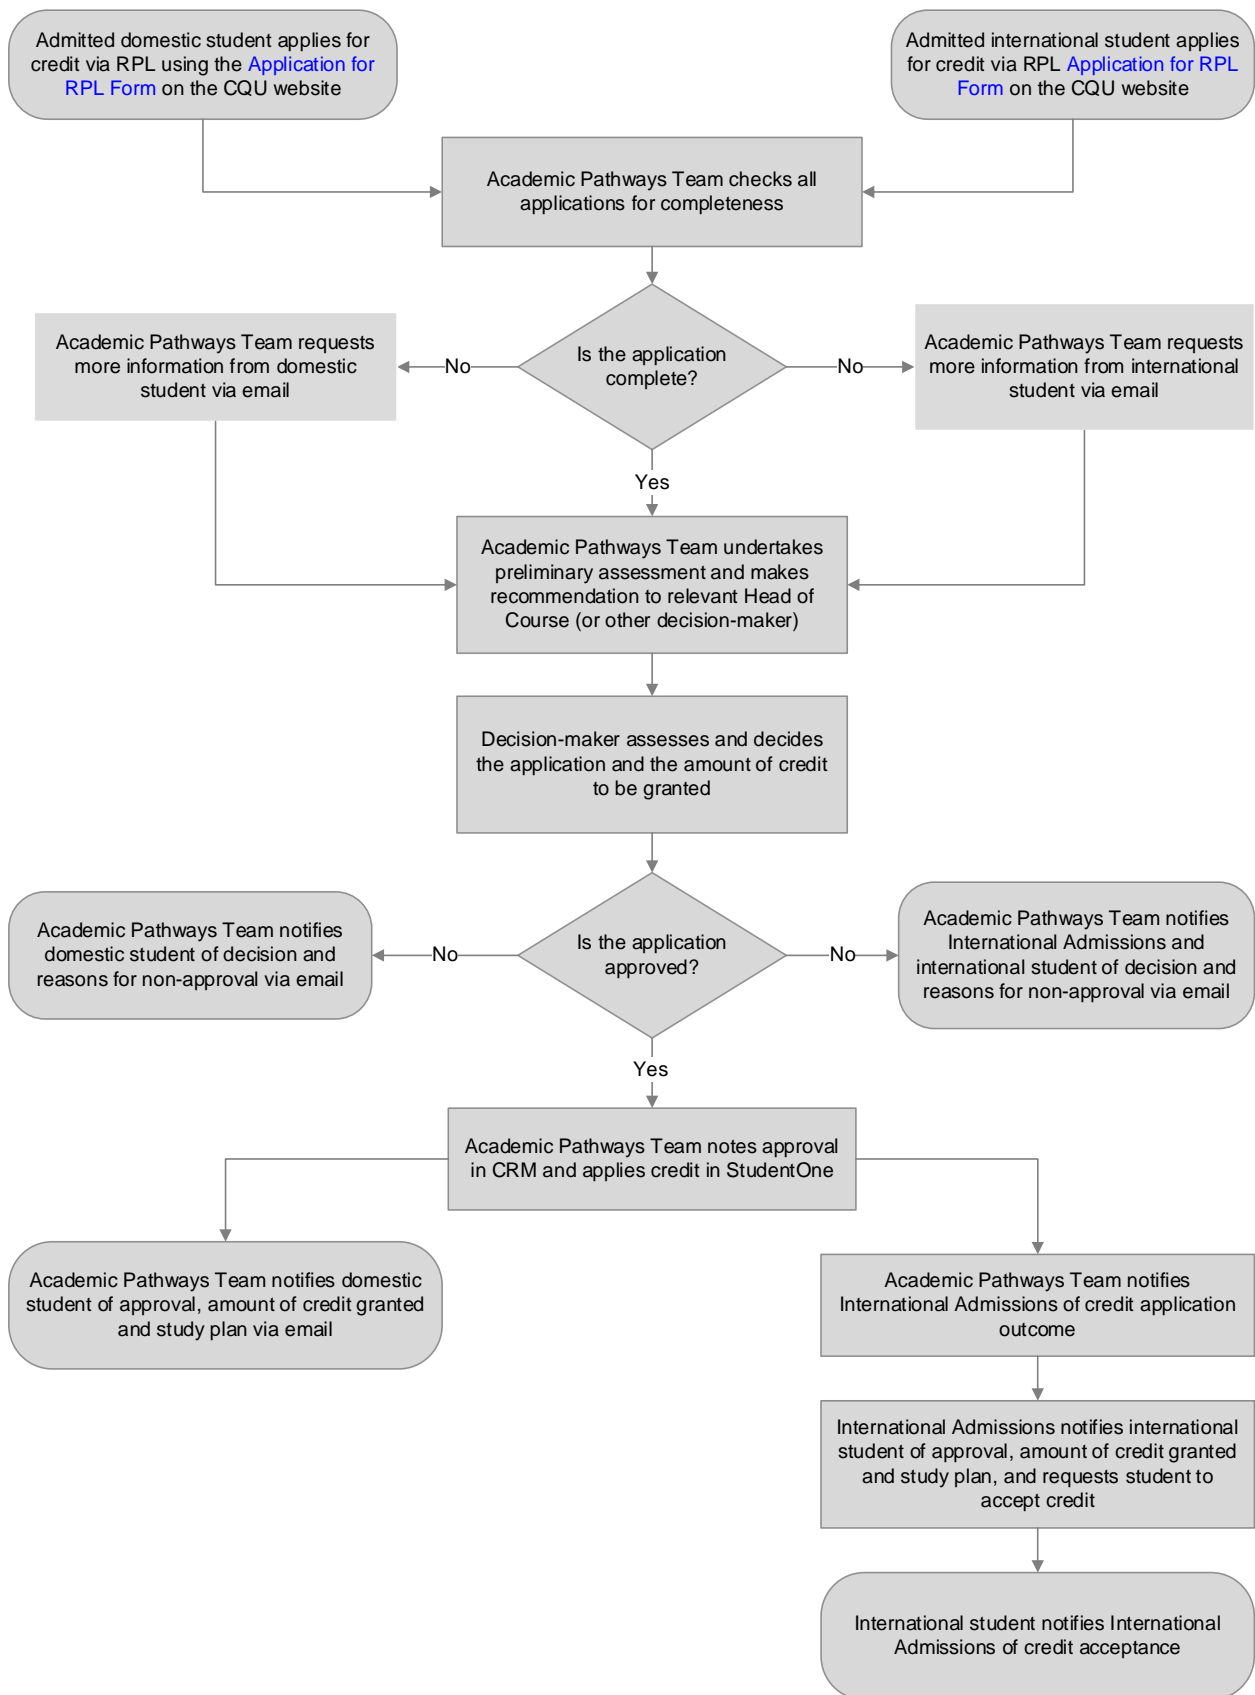 Admitted domestic student applies for
credit via RPL using the Application for
RPL Form on the CQU website
Admitted international student applies
for credit via RPL Application for RPL
Form on the CQU website
Academic Pathways Team checks all
applications for completeness
Academic Pathways Team requests
more information from domestic
student via email
No
Is the application
complete?
No
Academic Pathways Team requests
more information from international
student via email
Yes
Academic Pathways Team undertakes
preliminary assessment and makes
recommendation to relevant Head of
Course (or other decision-maker)
Decision-maker assesses and decides
the application and the amount of credit
to be granted
Academic Pathways Team notifies
domestic student of decision and
reasons for non-approval via email
No
Is the application
approved?
No
Academic Pathways Team notifies
International Admissions and
international student of decision and
reasons for non-approval via email
Yes
Academic Pathways Team notes approval
in CRM and applies credit in StudentOne
Academic Pathways Team notifies domestic
student of approval, amount of credit granted
and study plan via email
Academic Pathways Team notifies
International Admissions of credit application
outcome
International Admissions notifies international
student of approval, amount of credit granted
and study plan, and requests student to
accept credit
International student notifies International
Admissions of credit acceptance